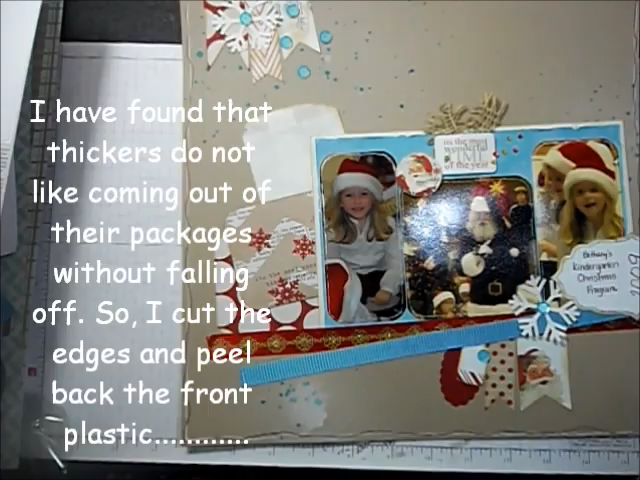 I have found that
thickers do not
like coming out of
their packages
without falling
off. So, I cut the
edges and peel
back the front
plastic............
its the most
wonderful
TIME
of the year
Bethany's
Kindergarten
Christmas
Program